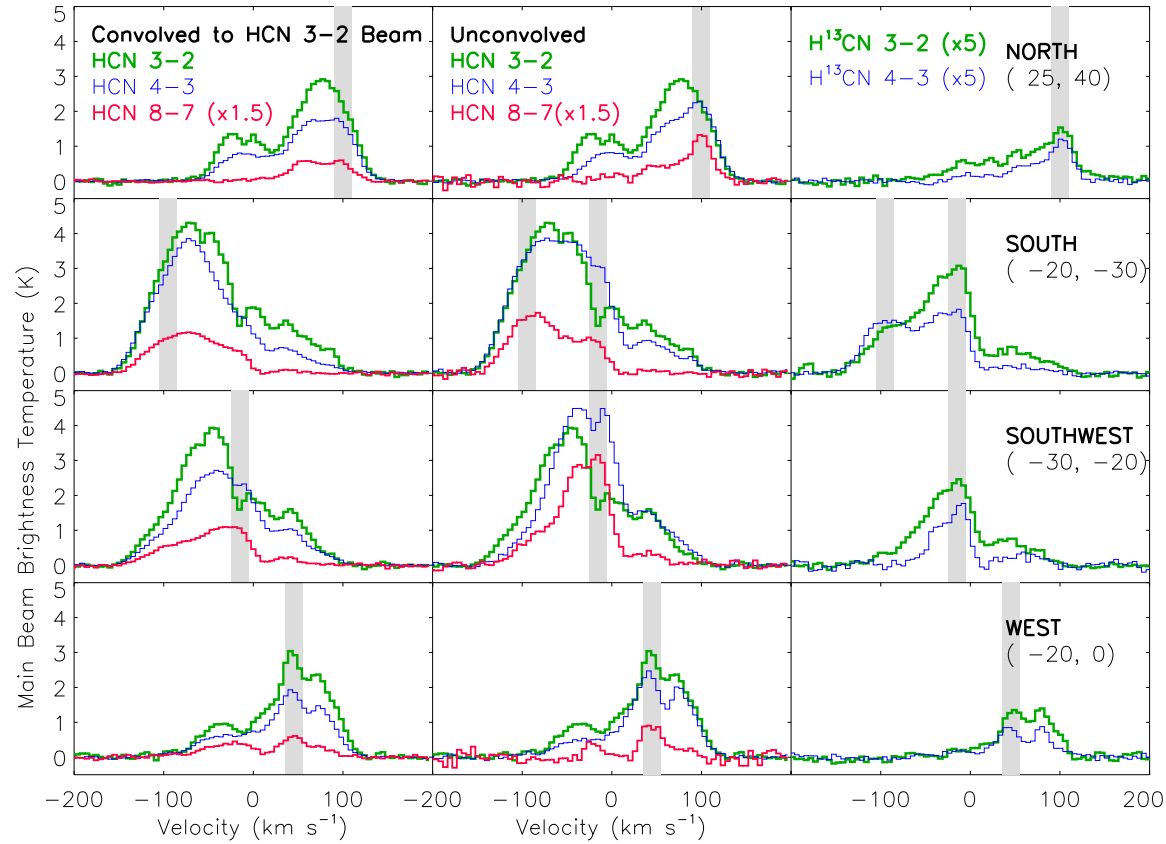 Convolved to HCN 3-2 Beam
HCN 3-2
HCN 4-3
HCN 8-7 (x1.5)
Unconvolved
HCN 3-2
HCN 4-3
HCN 8-7(x1.5)
H¹³CN 3-2 (x5)
H¹³CN 4-3 (x5)
NORTH
( 25, 40)
SOUTH
( -20, -30)
SOUTHWEST
( -30, -20)
WEST
( -20, 0)
Main Beam Brightness Temperature (K)
5
4
3
2
1
0
5
4
3
2
1
0
5
4
3
2
1
0
5
4
3
2
1
0
-200 -100 0 100 -100 0 100 -100 0 100 200
Velocity (km s⁻¹) Velocity (km s⁻¹) Velocity (km s⁻¹)